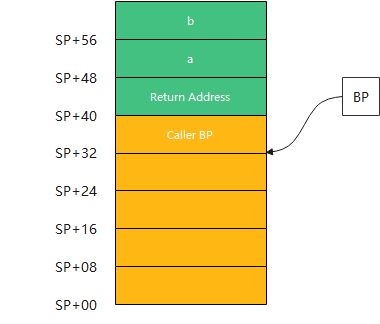 b
SP+56
a
SP+48
Return Address
BP
SP+40
Caller BP
SP+32
SP+24
SP+16
SP+08
SP+00